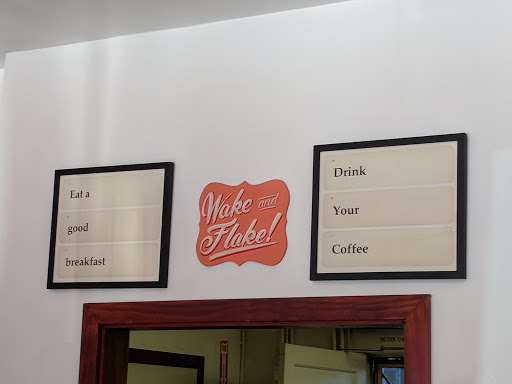 Eat a
good
breakfast
Wake and
Flake!
Drink
Your
Coffee